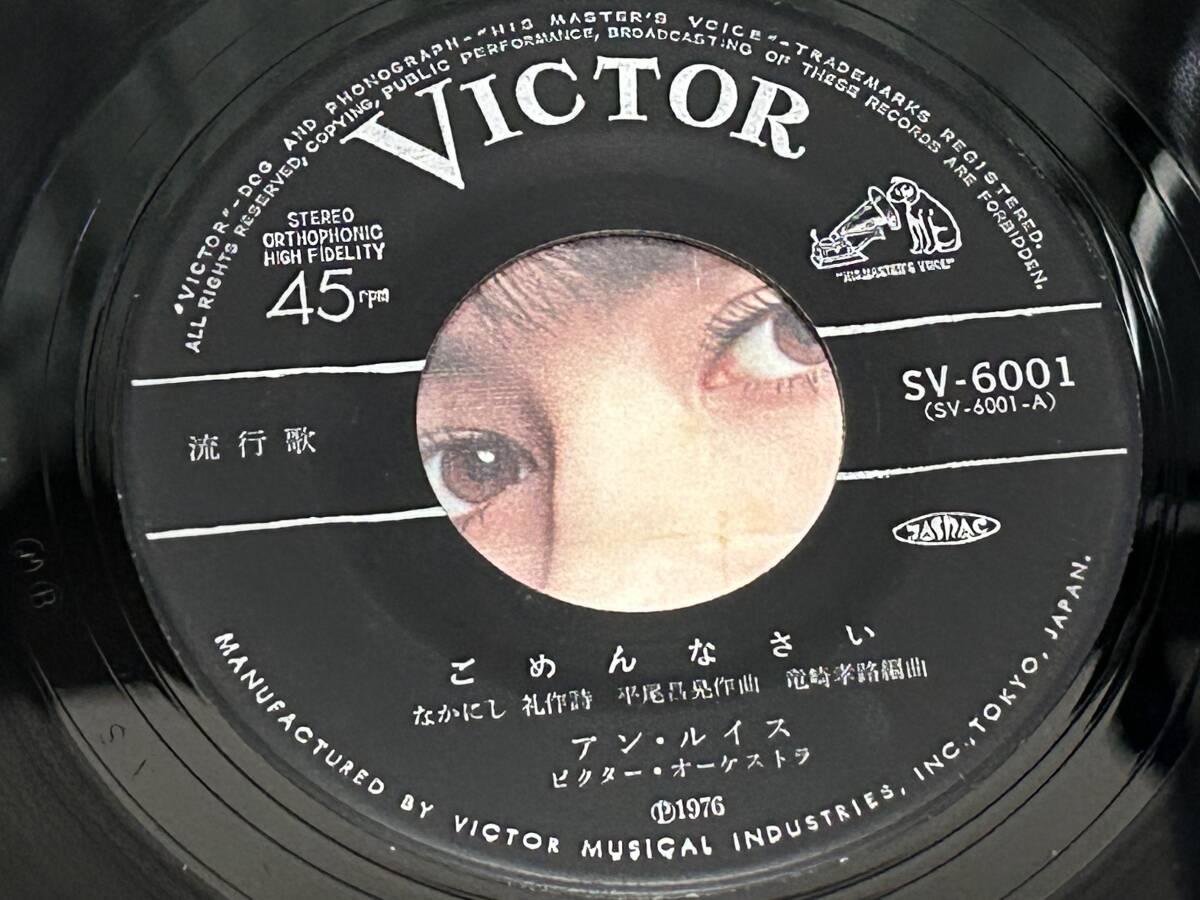 "VICTOR"-DOG AND PHONOGRAPH-"HIS MASTER'S VOICE"-TRADEMARKS REGISTERED.
ALL RIGHTS RESERVED, COPYING, PUBLIC PERFORMANCE, BROADCASTING OF THESE RECORDS ARE FORBIDDEN.
VICTOR
STEREO
ORTHOPHONIC
HIGH FIDELITY
45rpm
"HIS MASTER'S VOICE"
SV-6001
(SV-6001-A)
流行歌
JASRAC
ごめんなさい
なかにし 礼作詩 平尾昌晃作曲 竜崎孝路編曲
アン・ルイス
ビクター・オーケストラ
Ⓟ1976
MANUFACTURED BY VICTOR MUSICAL INDUSTRIES, INC., TOKYO, JAPAN.